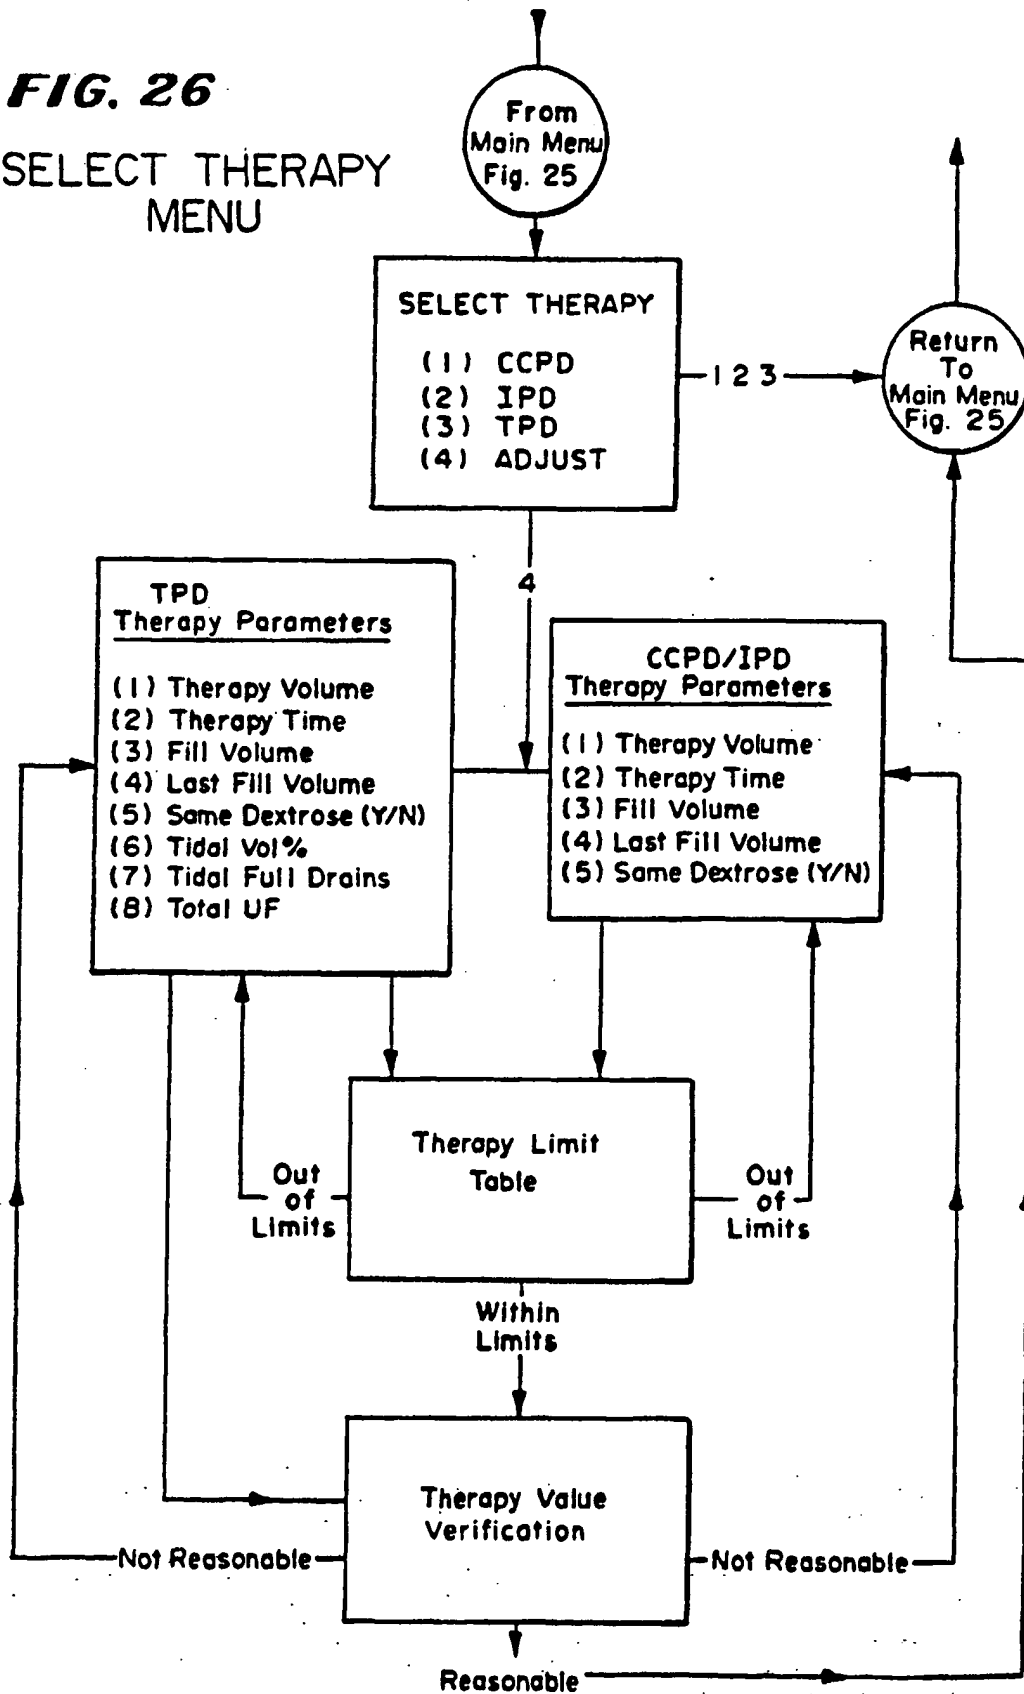 FIG. 26
SELECT THERAPY
MENU
From
Main Menu
Fig. 25
SELECT THERAPY
(1) CCPD
(2) IPD
(3) TPD
(4) ADJUST
1 2 3
Return
To
Main Menu
Fig. 25
4
TPD
Therapy Parameters
(1) Therapy Volume
(2) Therapy Time
(3) Fill Volume
(4) Last Fill Volume
(5) Same Dextrose (Y/N)
(6) Tidal Vol%
(7) Tidal Full Drains
(8) Total UF
CCPD/IPD
Therapy Parameters
(1) Therapy Volume
(2) Therapy Time
(3) Fill Volume
(4) Last Fill Volume
(5) Same Dextrose (Y/N)
Therapy Limit
Table
Out
of
Limits
Out
of
Limits
Within
Limits
Therapy Value
Verification
Not Reasonable
Not Reasonable
Reasonable